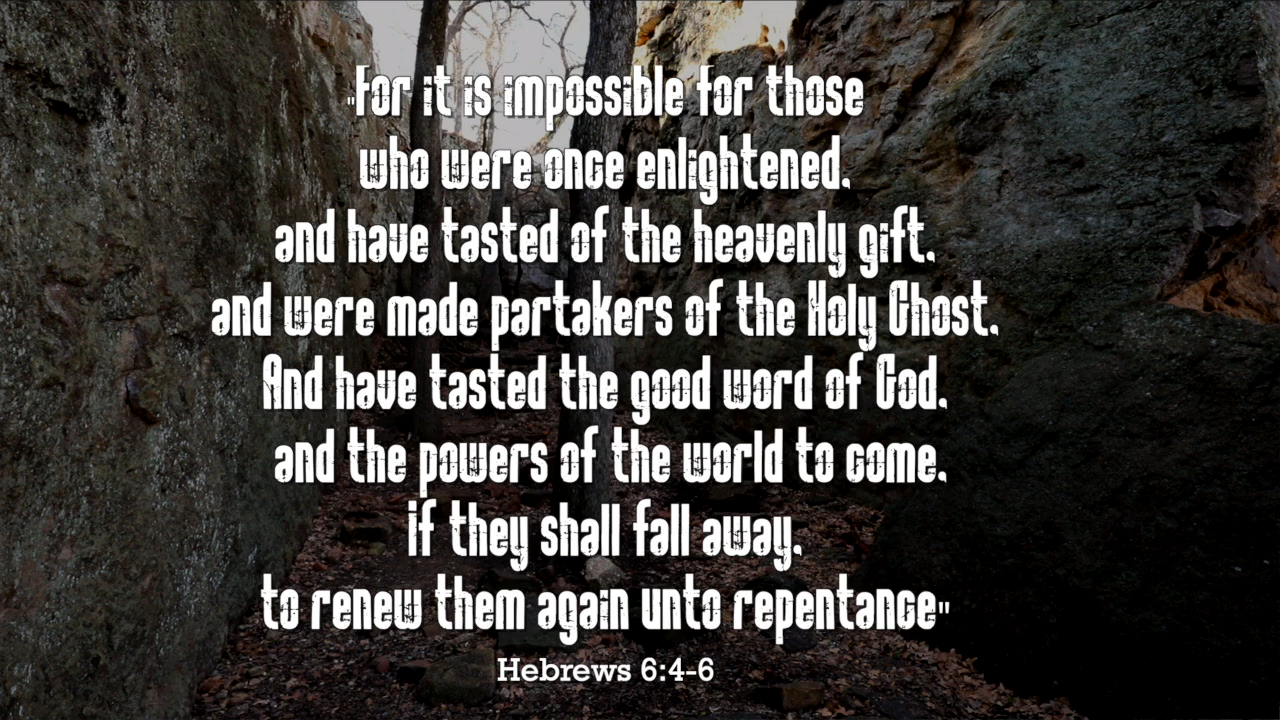 "For it is impossible for those
who were once enlightened,
and have tasted of the heavenly gift,
and were made partakers of the Holy Ghost,
And have tasted the good word of God,
and the powers of the world to come,
If they shall fall away,
to renew them again unto repentance"
Hebrews 6:4-6